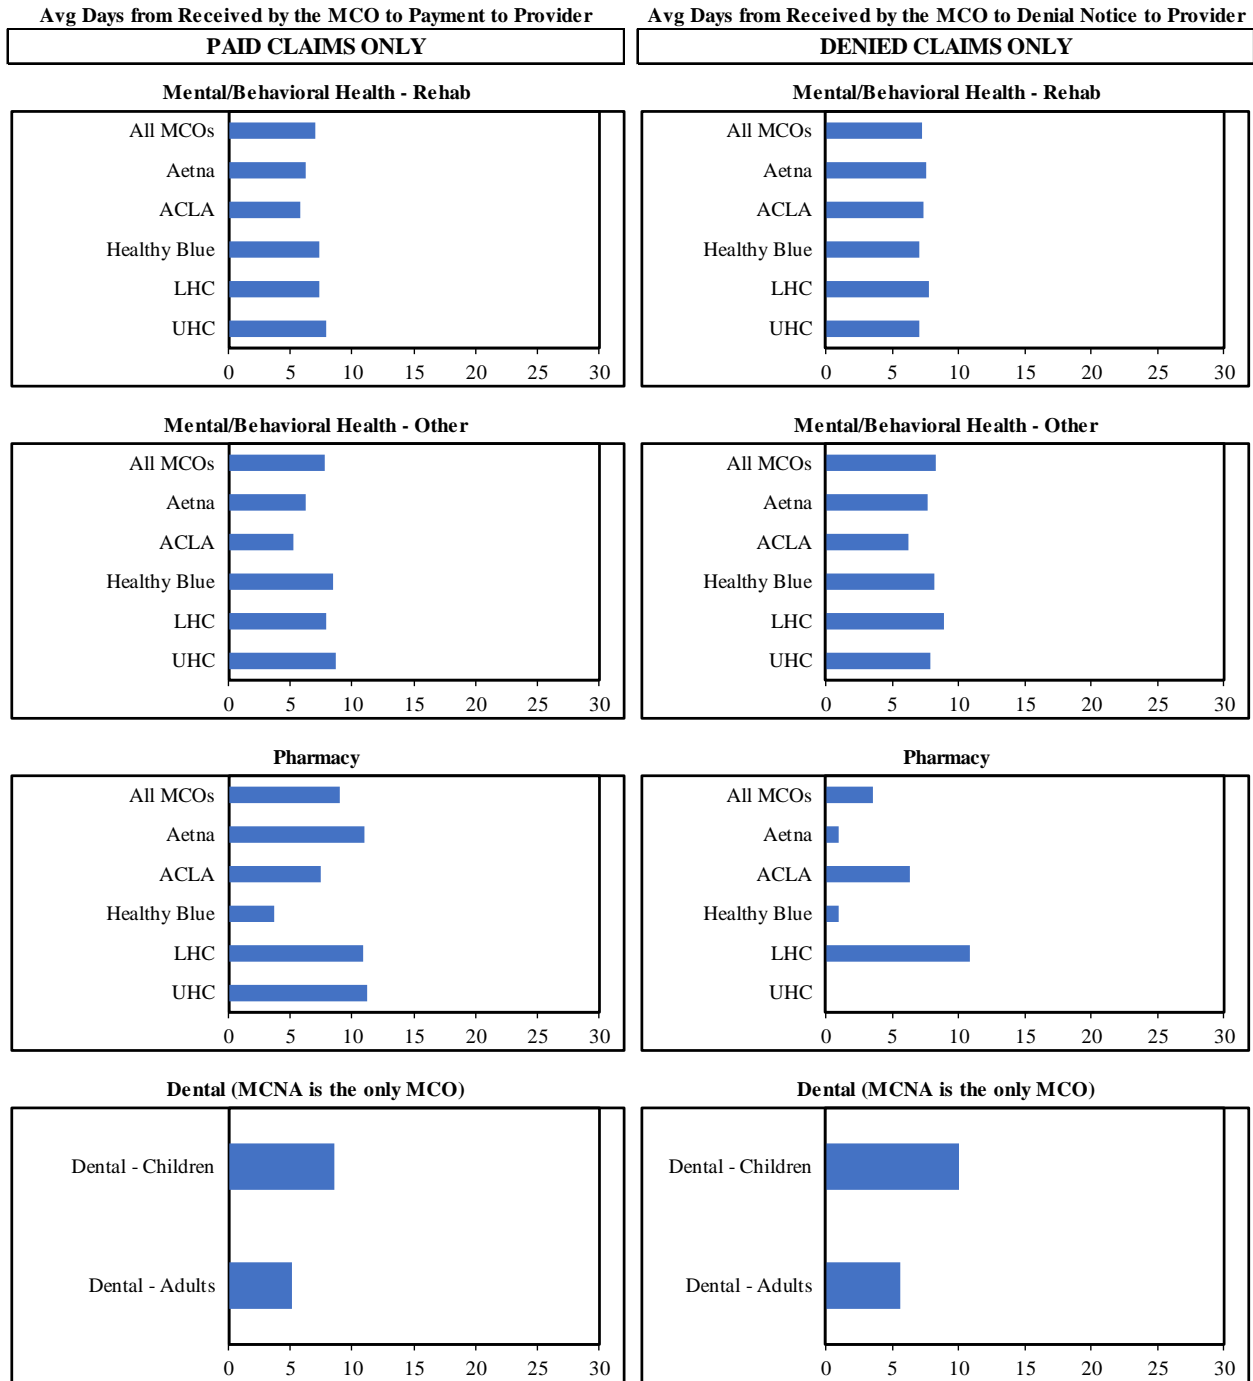 Avg Days from Received by the MCO to Payment to Provider
PAID CLAIMS ONLY
Mental/Behavioral Health - Rehab
All MCOs
Aetna
ACLA
Healthy Blue
LHC
UHC
0 5 10 15 20 25 30
Mental/Behavioral Health - Other
All MCOs
Aetna
ACLA
Healthy Blue
LHC
UHC
0 5 10 15 20 25 30
Pharmacy
All MCOs
Aetna
ACLA
Healthy Blue
LHC
UHC
0 5 10 15 20 25 30
Dental (MCNA is the only MCO)
Dental - Children
Dental - Adults
0 5 10 15 20 25 30
Avg Days from Received by the MCO to Denial Notice to Provider
DENIED CLAIMS ONLY
Mental/Behavioral Health - Rehab
All MCOs
Aetna
ACLA
Healthy Blue
LHC
UHC
0 5 10 15 20 25 30
Mental/Behavioral Health - Other
All MCOs
Aetna
ACLA
Healthy Blue
LHC
UHC
0 5 10 15 20 25 30
Pharmacy
All MCOs
Aetna
ACLA
Healthy Blue
LHC
UHC
0 5 10 15 20 25 30
Dental (MCNA is the only MCO)
Dental - Children
Dental - Adults
0 5 10 15 20 25 30